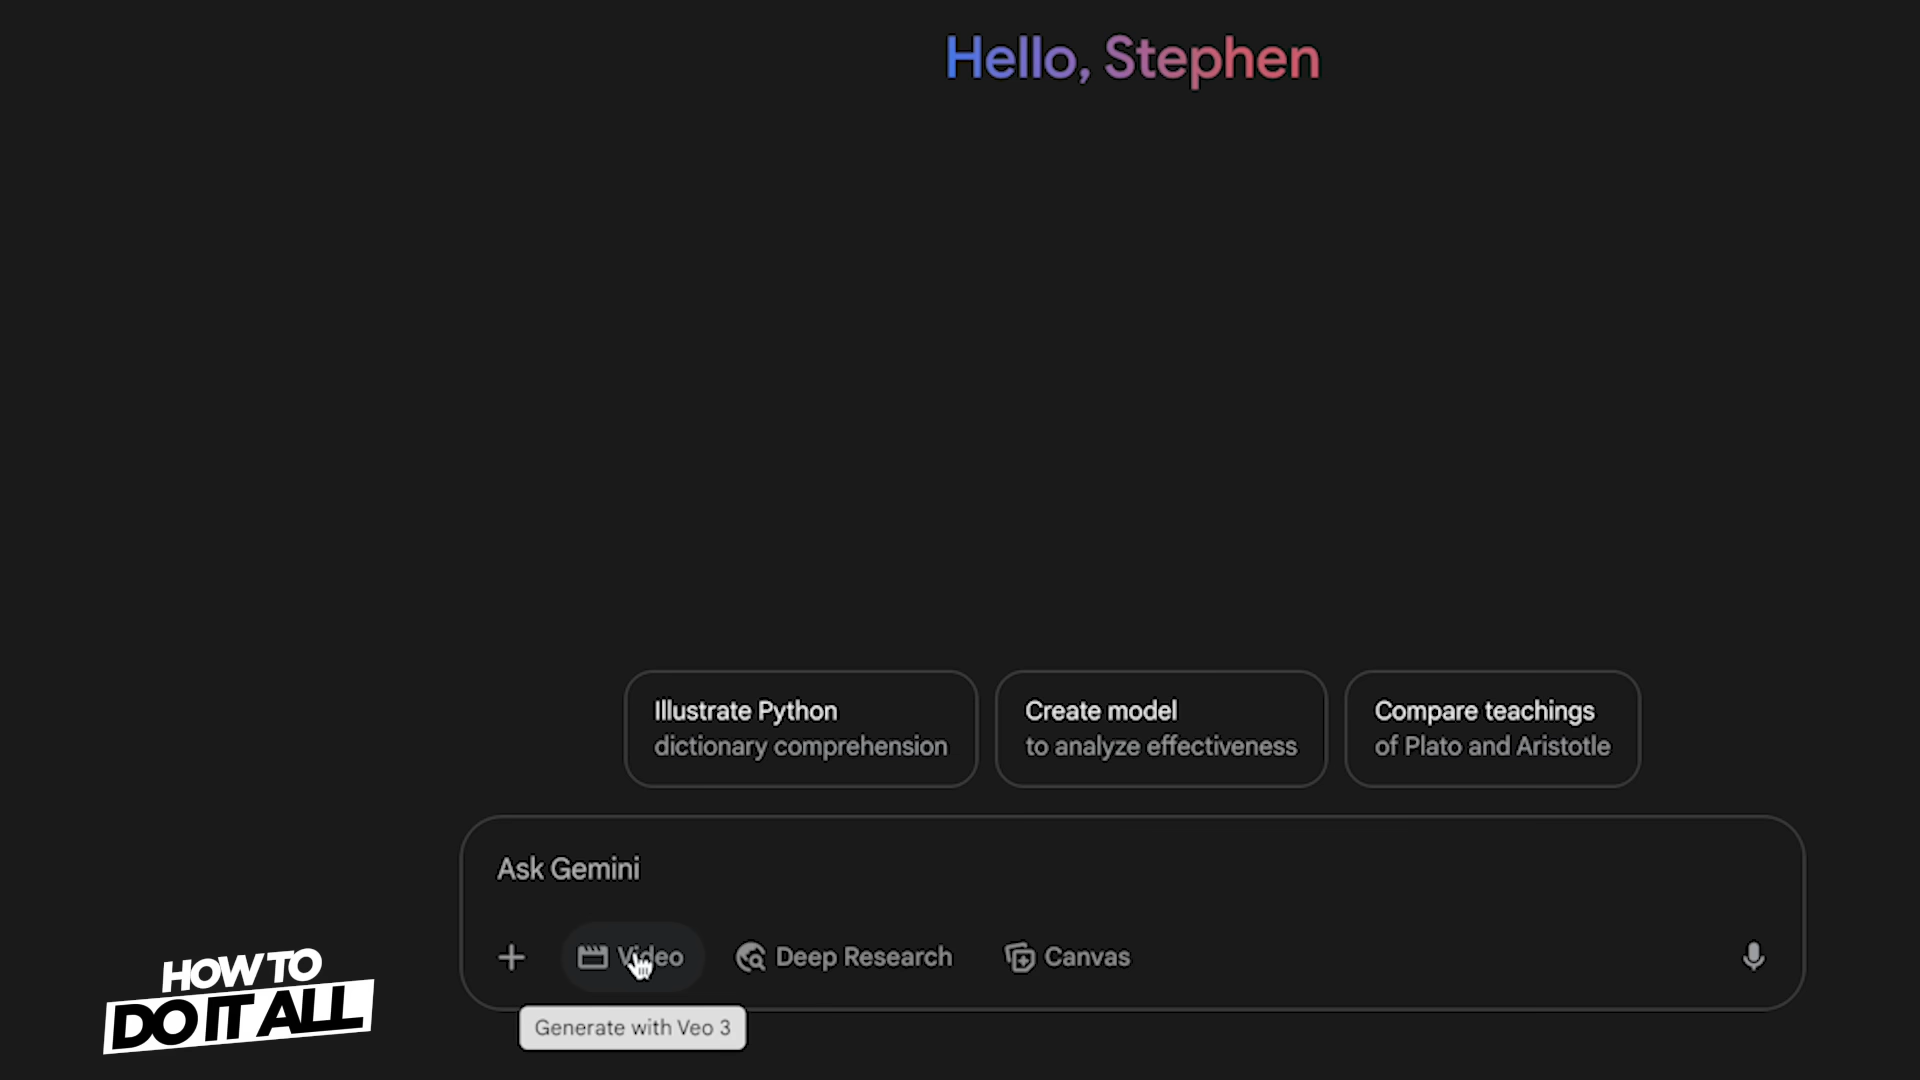 Hello, Stephen
Illustrate Python
dictionary comprehension
Create model
to analyze effectiveness
Compare teachings
of Plato and Aristotle
Ask Gemini
Video
Deep Research
Canvas
Generate with Veo 3
HOW TO
DO IT ALL